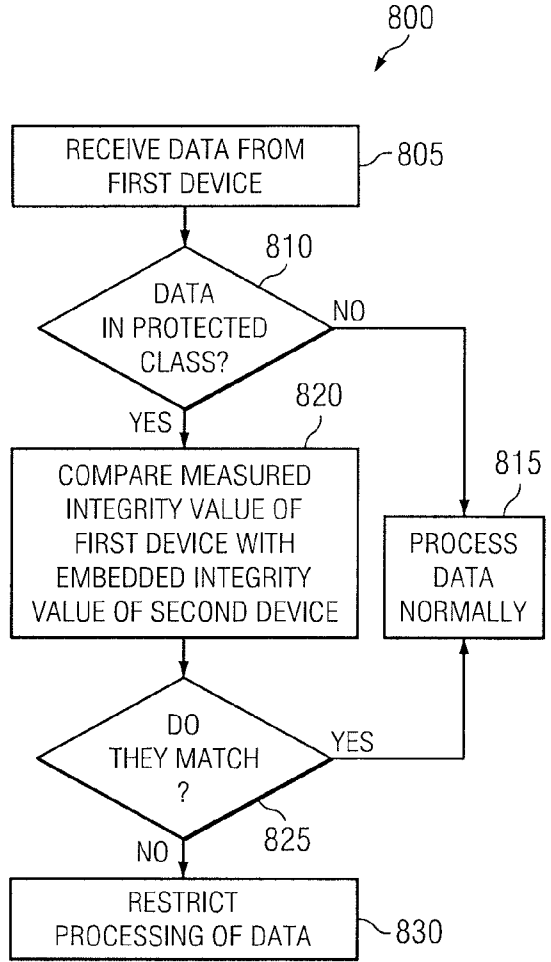 800
RECEIVE DATA FROM
FIRST DEVICE
805
810
DATA
IN PROTECTED
CLASS?
NO
YES
820
COMPARE MEASURED
INTEGRITY VALUE OF
FIRST DEVICE WITH
EMBEDDED INTEGRITY
VALUE OF SECOND DEVICE
815
PROCESS
DATA
NORMALLY
DO
THEY MATCH
?
YES
825
NO
RESTRICT
PROCESSING OF DATA
830